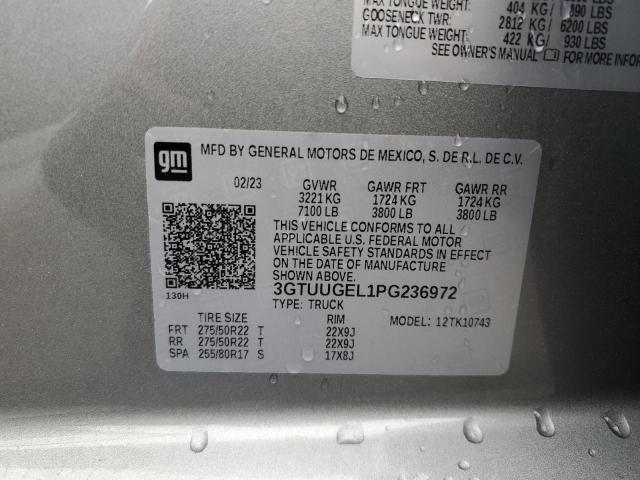 MAX TONGUE WEIGHT: 404 KG/ 890 LBS
GOOSENECK TWR: 2812 KG / 6200 LBS
MAX TONGUE WEIGHT: 422 KG/ 930 LBS
SEE OWNER'S MANUAL FOR MORE INFOR
gm MFD BY GENERAL MOTORS DE MEXICO, S. DE R.L. DE C.V.
02/23 GVWR GAWR FRT GAWR RR
3221 KG 1724 KG 1724 KG
7100 LB 3800 LB 3800 LB
THIS VEHICLE CONFORMS TO ALL
APPLICABLE U.S. FEDERAL MOTOR
VEHICLE SAFETY STANDARDS IN EFFECT
ON THE DATE OF MANUFACTURE
SHOWN ABOVE.
3GTUUGEL1PG236972
130H
TYPE: TRUCK
TIRE SIZE RIM MODEL: 12TK10743
FRT 275/50R22 T 22X9J
RR 275/50R22 T 22X9J
SPA 255/80R17 S 17X8J